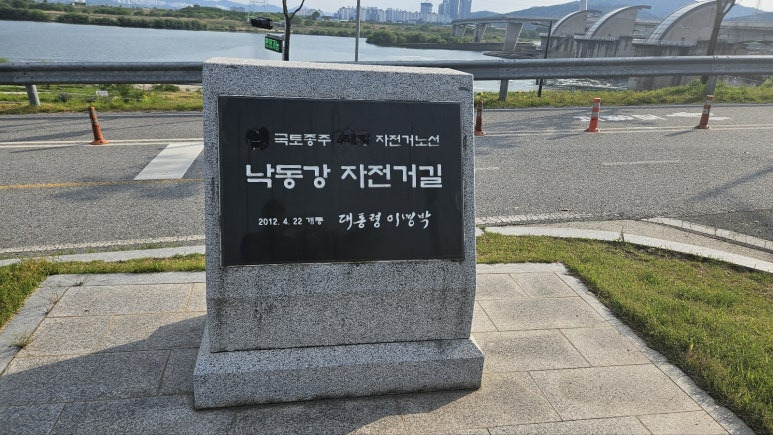 국토종주 자전거노선
낙동강 자전거길
2012. 4. 22 개통 대통령 이명박